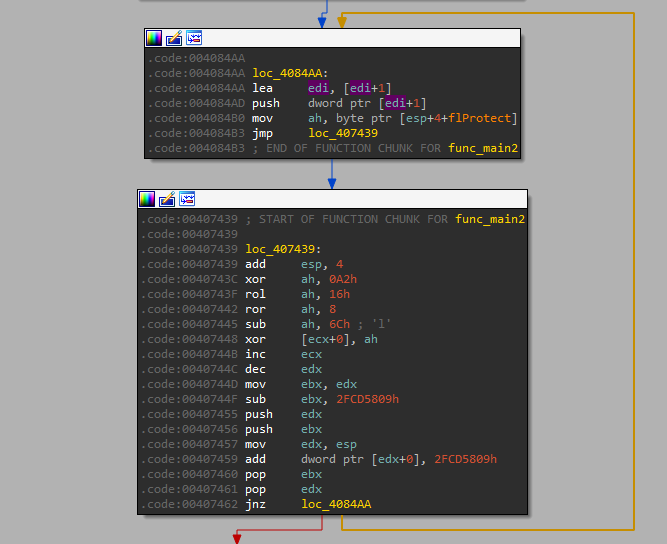 .code:004084AA
.code:004084AA loc_4084AA:
.code:004084AA lea edi, [edi+1]
.code:004084AD push dword ptr [edi+1]
.code:004084B0 mov ah, byte ptr [esp+4+flProtect]
.code:004084B3 jmp loc_407439
.code:004084B3 ; END OF FUNCTION CHUNK FOR func_main2
.code:00407439 ; START OF FUNCTION CHUNK FOR func_main2
.code:00407439
.code:00407439 loc_407439:
.code:00407439 add esp, 4
.code:0040743C xor ah, 0A2h
.code:0040743F rol ah, 16h
.code:00407442 ror ah, 8
.code:00407445 sub ah, 6Ch ; 'l'
.code:00407448 xor [ecx+0], ah
.code:0040744B inc ecx
.code:0040744C dec edx
.code:0040744D mov ebx, edx
.code:0040744F sub ebx, 2FCD5809h
.code:00407455 push edx
.code:00407456 push ebx
.code:00407457 mov edx, esp
.code:00407459 add dword ptr [edx+0], 2FCD5809h
.code:00407460 pop ebx
.code:00407461 pop edx
.code:00407462 jnz loc_4084AA